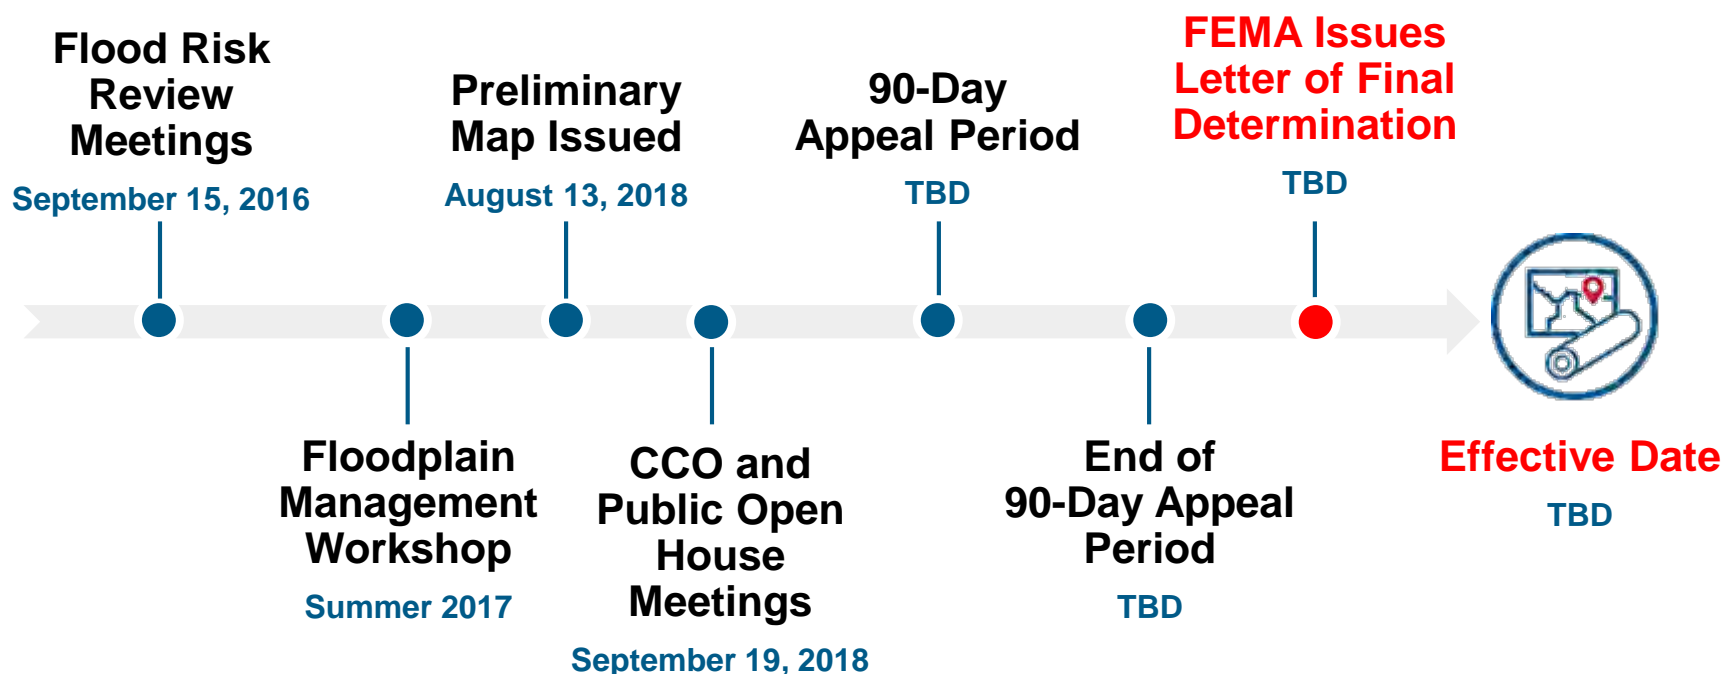 Flood Risk
Review
Meetings
September 15, 2016
Preliminary
Map Issued
August 13, 2018
90-Day
Appeal Period
TBD
FEMA Issues
Letter of Final
Determination
TBD
Floodplain
Management
Workshop
Summer 2017
CCO and
Public Open
House
Meetings
September 19, 2018
End of
90-Day Appeal
Period
TBD
Effective Date
TBD